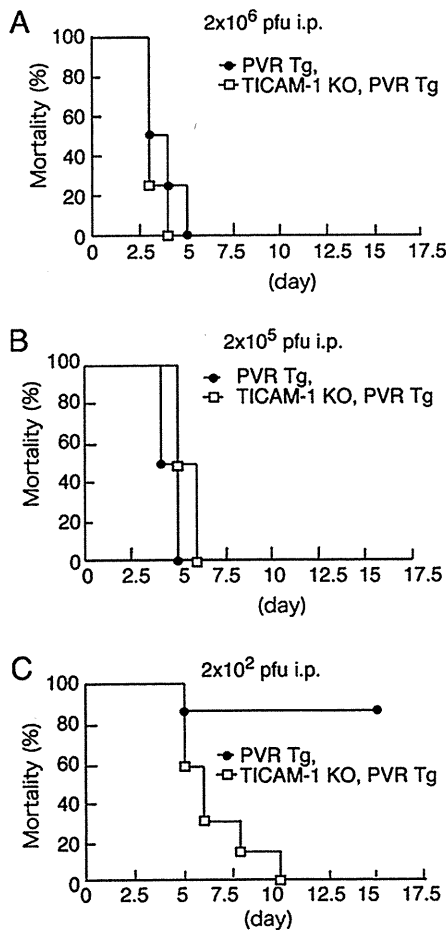 A
2x10⁶ pfu i.p.
PVR Tg,
TICAM-1 KO, PVR Tg
Mortality (%)
100
80
60
40
20
0
0 2.5 5 7.5 10 12.5 15 17.5
(day)
B
2x10⁵ pfu i.p.
PVR Tg,
TICAM-1 KO, PVR Tg
Mortality (%)
100
80
60
40
20
0
0 2.5 5 7.5 10 12.5 15 17.5
(day)
C
2x10² pfu i.p.
PVR Tg,
TICAM-1 KO, PVR Tg
Mortality (%)
100
80
60
40
20
0
0 2.5 5 7.5 10 12.5 15 17.5
(day)